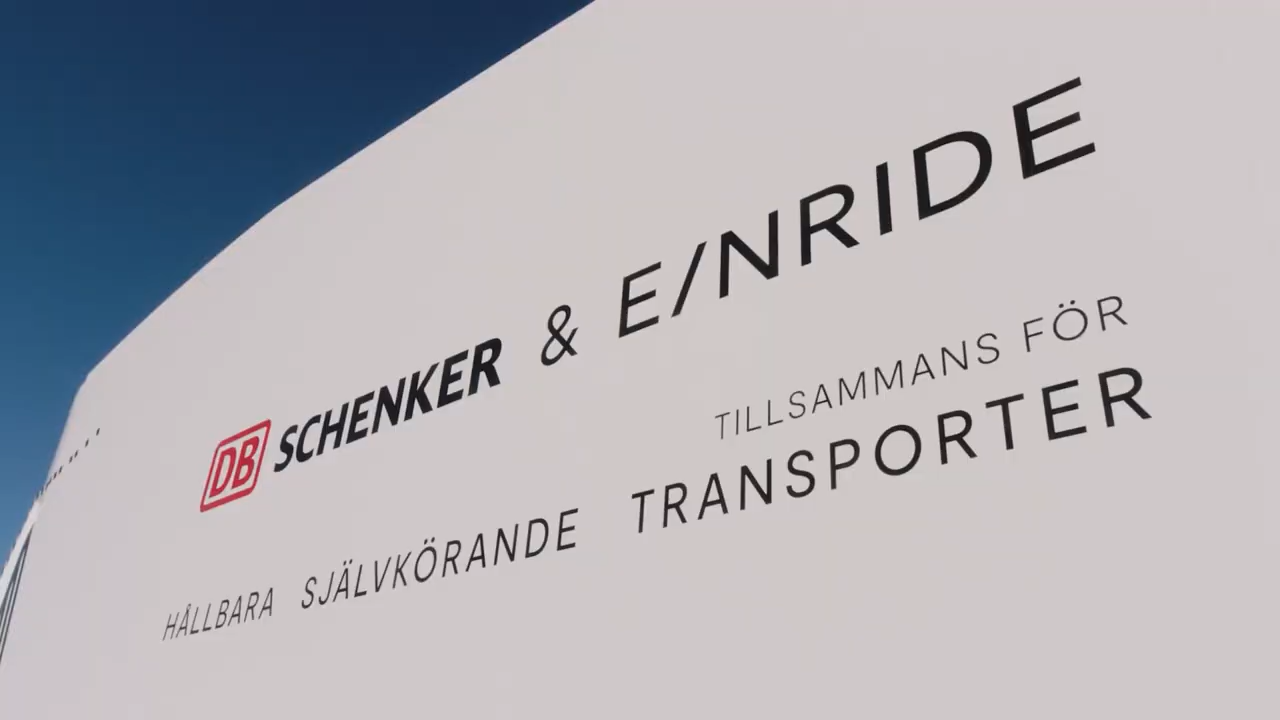 DB SCHENKER & E/NRIDE
TILLSAMMANS FÖR
HÅLLBARA SJÄLVKÖRANDE TRANSPORTER